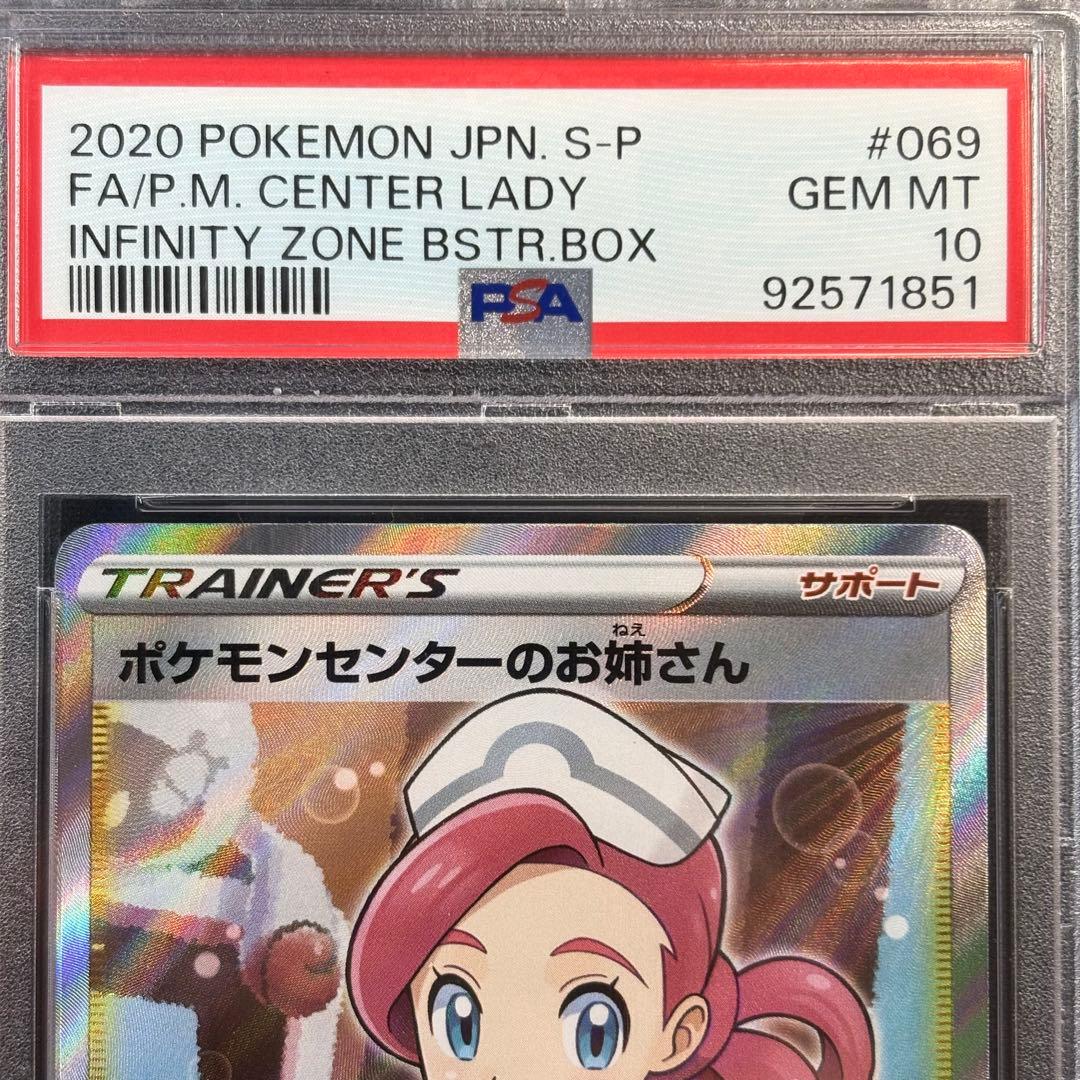 2020 POKEMON JPN. S-P #069
FA/P.M. CENTER LADY GEM MT
INFINITY ZONE BSTR.BOX 10
PSA 92571851
TRAINER'S サポート
ねえ
ポケモンセンターのお姉さん